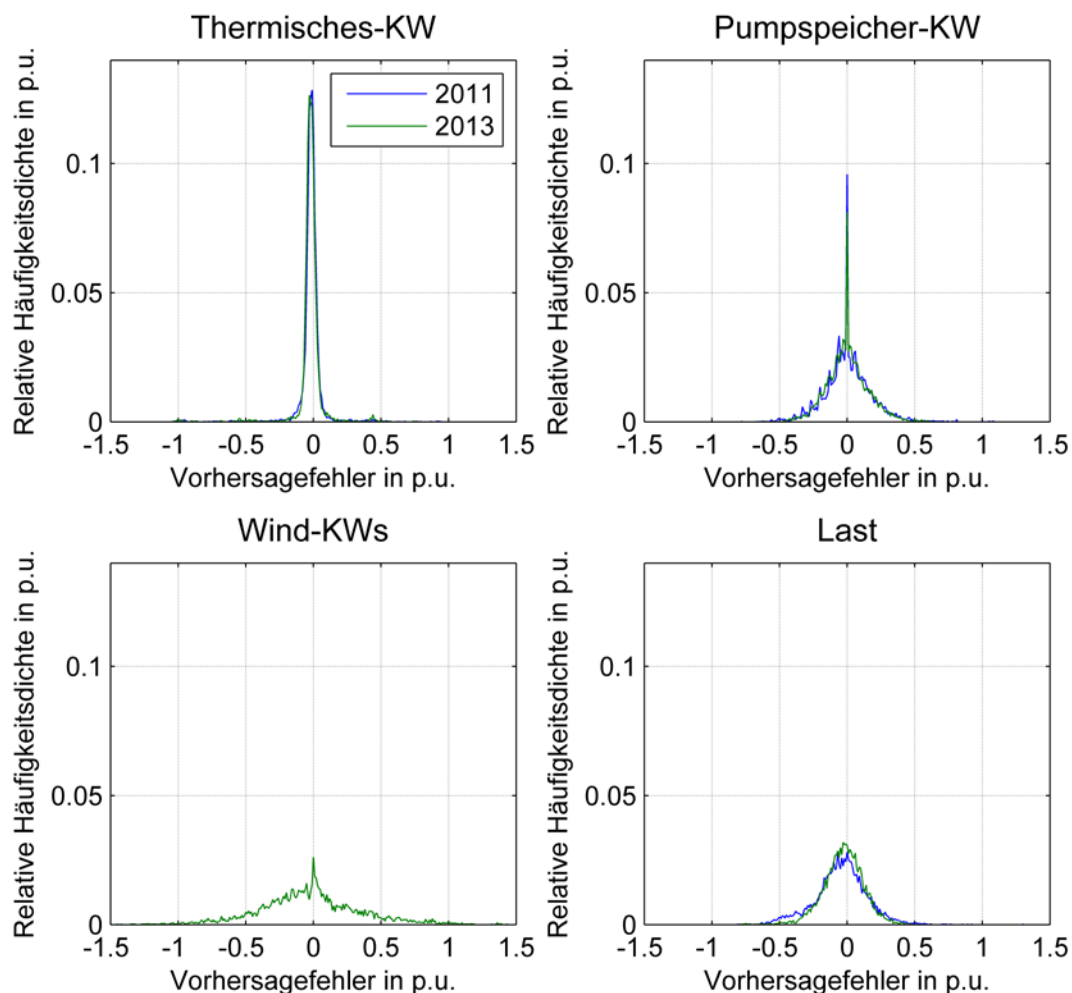 Thermisches-KW
Relative Häufigkeitsdichte in p.u.
0.1
0.05
0
2011
2013
-1.5 -1 -0.5 0 0.5 1 1.5
Vorhersagefehler in p.u.
Pumpspeicher-KW
Relative Häufigkeitsdichte in p.u.
0.1
0.05
0
-1.5 -1 -0.5 0 0.5 1 1.5
Vorhersagefehler in p.u.
Wind-KWs
Relative Häufigkeitsdichte in p.u.
0.1
0.05
0
-1.5 -1 -0.5 0 0.5 1 1.5
Vorhersagefehler in p.u.
Last
Relative Häufigkeitsdichte in p.u.
0.1
0.05
0
-1.5 -1 -0.5 0 0.5 1 1.5
Vorhersagefehler in p.u.